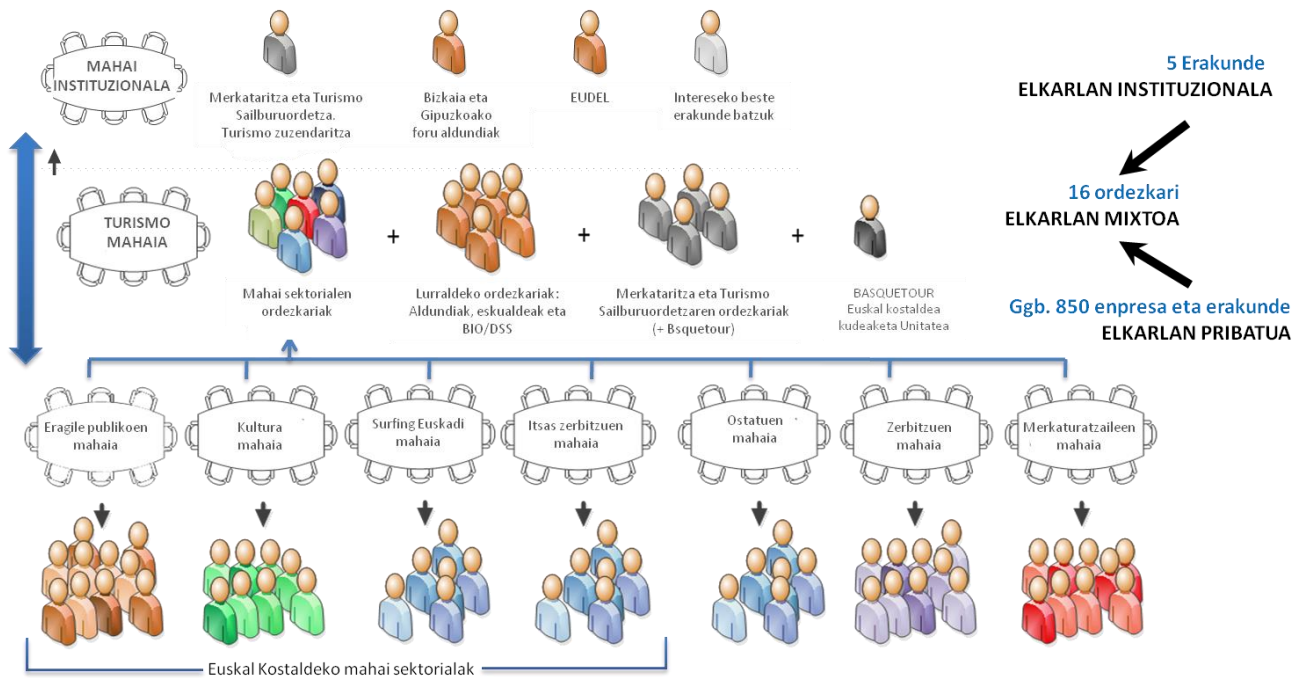 MAHAI
INSTITUZIONALA
Merkataritza eta Turismo
Sailburuordetza.
Turismo zuzendaritza
Bizkaia eta
Gipuzkoako
foru aldundiak
EUDEL
Intereseko beste
erakunde batzuk
5 Erakunde
ELKARLAN INSTITUZIONALA
TURISMO
MAHAIA
+
+
+
16 ordezkari
ELKARLAN MIXTOA
Mahai sektorialen
ordezkariak
Lurraldeko ordezkariak:
Aldundiak, eskualdeak eta
BIO/DSS
Merkataritza eta Turismo
Sailburuordetzaren ordezkariak
(+ Bsquetour)
BASQUETOUR
Euskal kostaldea
kudeaketa Unitatea
Ggb. 850 enpresa eta erakunde
ELKARLAN PRIBATUA
Eragile publikoen
mahaia
Kultura
mahaia
Surfing Euskadi
mahaia
Itsas zerbitzuen
mahaia
Ostatuen
mahaia
Zerbitzuen
mahaia
Merkaturatzaileen
mahaia
Euskal Kostaldeko mahai sektorialak